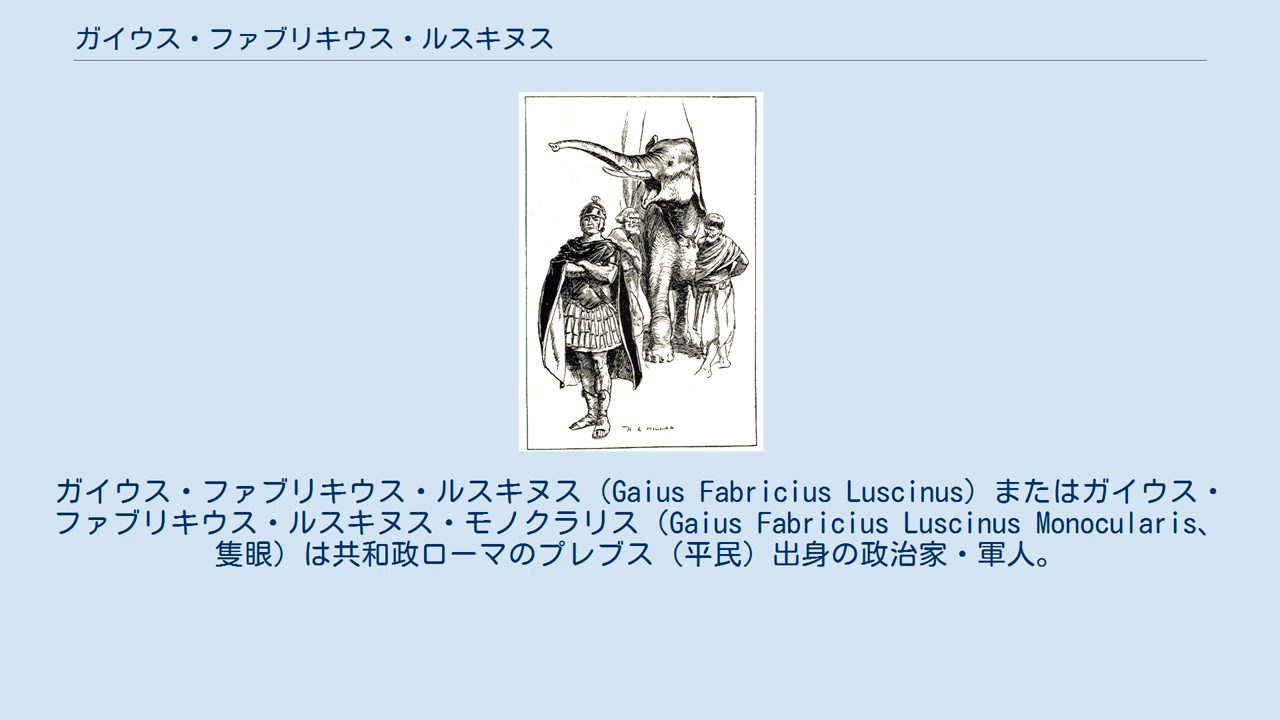 ガイウス・ファブリキウス・ルスキヌス
H E MILLAR
ガイウス・ファブリキウス・ルスキヌス（Gaius Fabricius Luscinus）またはガイウス・
ファブリキウス・ルスキヌス・モノクラリス（Gaius Fabricius Luscinus Monocularis、
隻眼）は共和政ローマのプレブス（平民）出身の政治家・軍人。